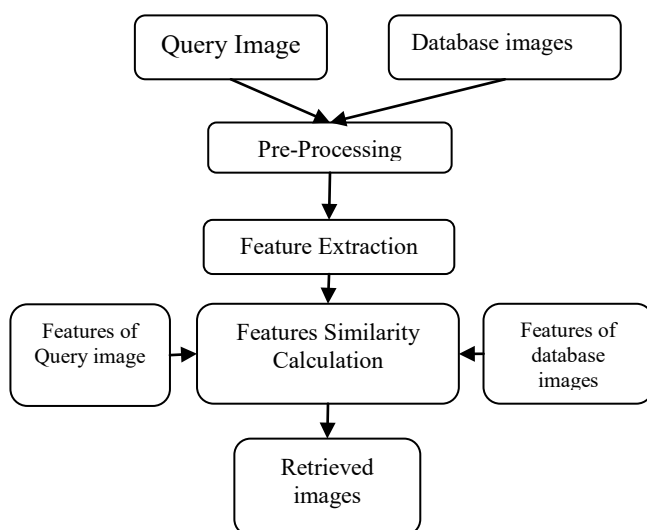 Query Image
Database images
Pre-Processing
Feature Extraction
Features of
Query image
Features Similarity
Calculation
Features of
database
images
Retrieved
images